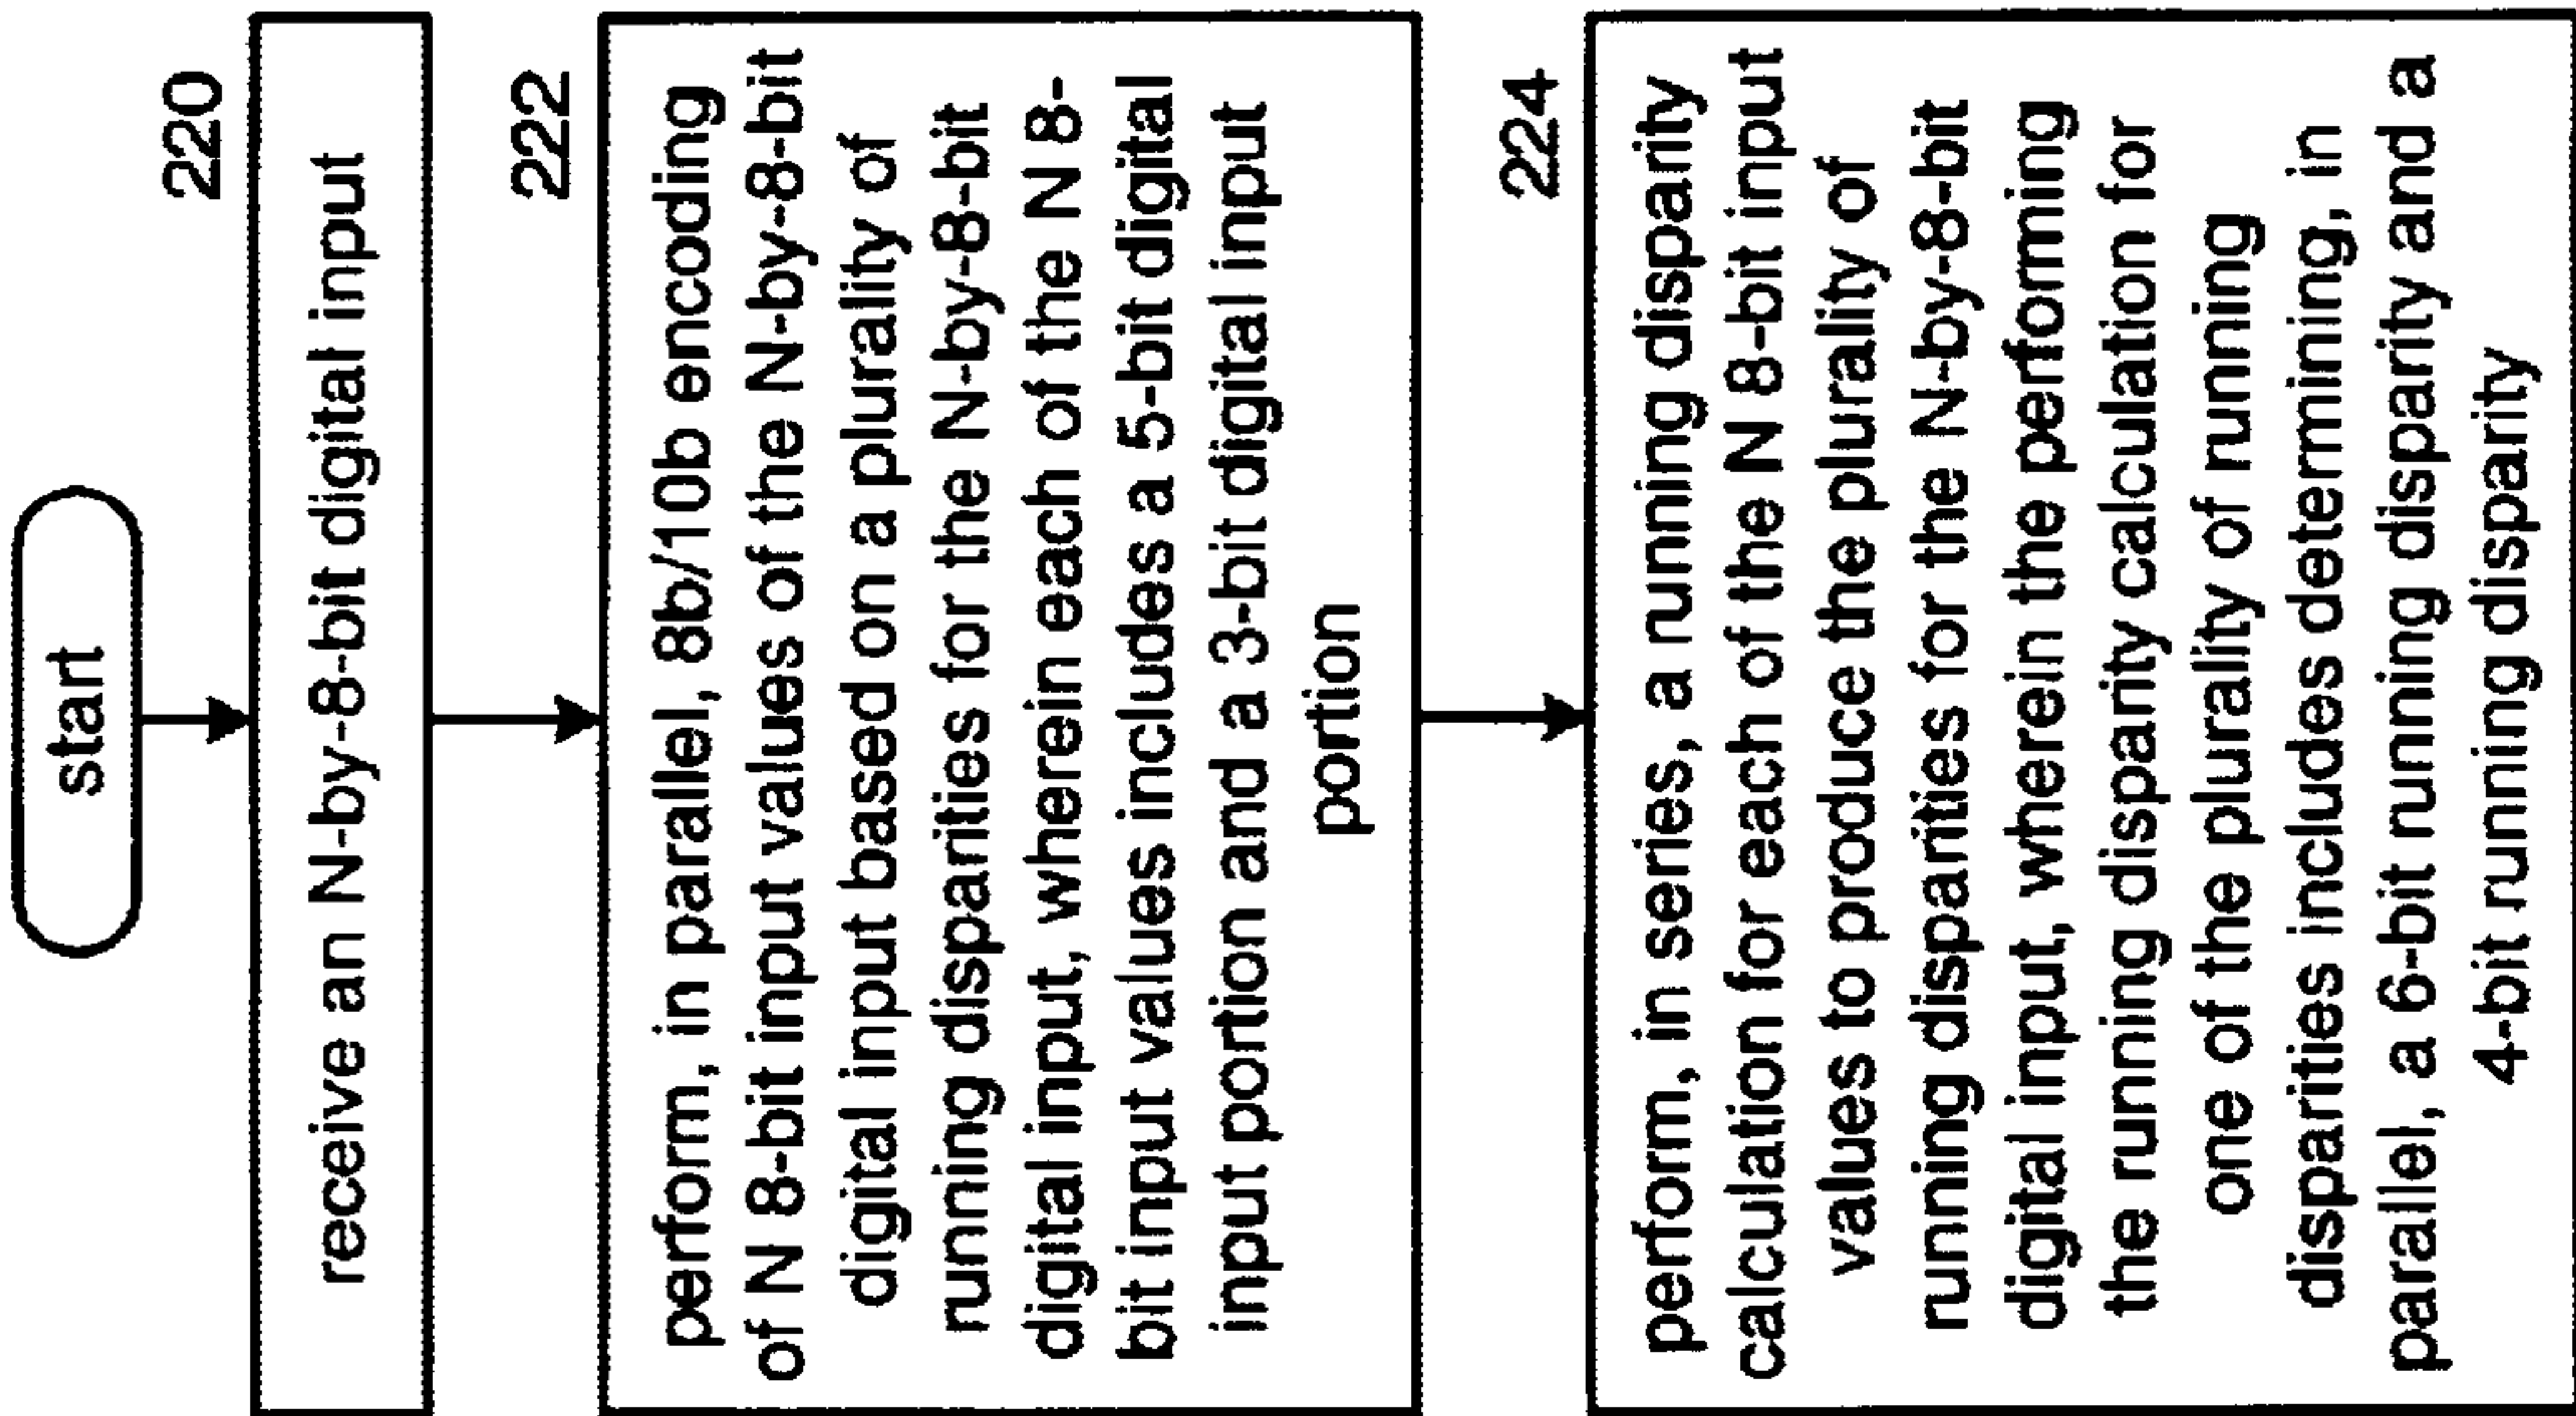 start
220
receive an N-by-8-bit digital input
222
perform, in parallel, 8b/10b encoding
of N 8-bit input values of the N-by-8-bit
digital input based on a plurality of
running disparities for the N-by-8-bit
digital input, wherein each of the N 8-
bit input values includes a 5-bit digital
input portion and a 3-bit digital input
portion
224
perform, in series, a running disparity
calculation for each of the N 8-bit input
values to produce the plurality of
running disparities for the N-by-8-bit
digital input, wherein the performing
the running disparity calculation for
one of the plurality of running
disparities includes determining, in
parallel, a 6-bit running disparity and a
4-bit running disparity